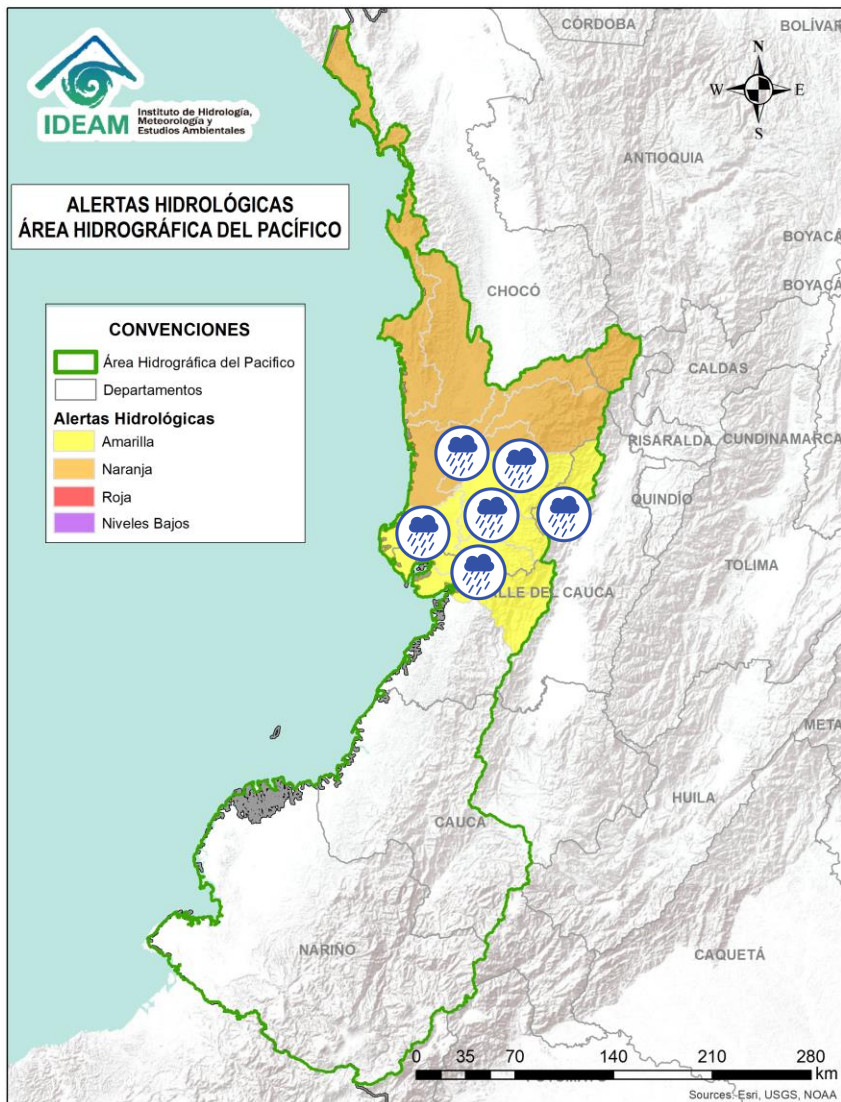 CÓRDOBA
BOLÍVAR
N
W
E
S
IDEAM
Instituto de Hidrología,
Meteorología y
Estudios Ambientales
ANTIOQUIA
ALERTAS HIDROLÓGICAS
ÁREA HIDROGRÁFICA DEL PACÍFICO
BOYACÁ
BOYACÁ
CHOCÓ
CONVENCIONES
Área Hidrográfica del Pacifico
Departamentos
Alertas Hidrológicas
Amarilla
Naranja
Roja
Niveles Bajos
CALDAS
RISARALDA
CUNDINAMARCA
QUINDÍO
TOLIMA
ALLE DEL CAUCA
META
HUILA
CAUCA
NARIÑO
CAQUETÁ
0 35 70 140 210 280
km
Sources: Esri, USGS, NOAA